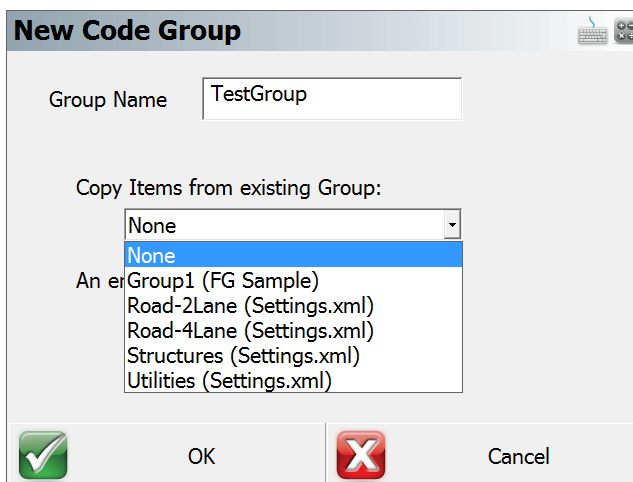 New Code Group
Group Name
TestGroup
Copy Items from existing Group:
None
None
An
Group1 (FG Sample)
Road-2Lane (Settings.xml)
Road-4Lane (Settings.xml)
Structures (Settings.xml)
Utilities (Settings.xml)
OK
Cancel